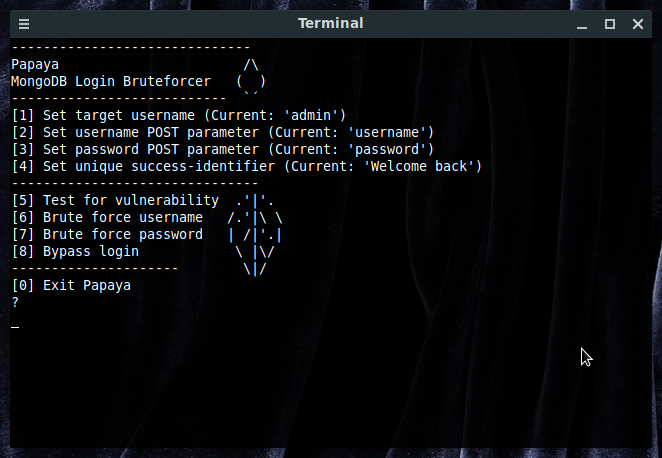 Terminal
------------------------------
Papaya                       /\
MongoDB Login Bruteforcer   (  )
---------------------------  ``
[1] Set target username (Current: 'admin')
[2] Set username POST parameter (Current: 'username')
[3] Set password POST parameter (Current: 'password')
[4] Set unique success-identifier (Current: 'Welcome back')
-------------------------------
[5] Test for vulnerability  .'|'.
[6] Brute force username   /.'|\ \
[7] Brute force password   | /|'.|
[8] Bypass login            \ |\/
---------------------        \|/
[0] Exit Papaya
?
_